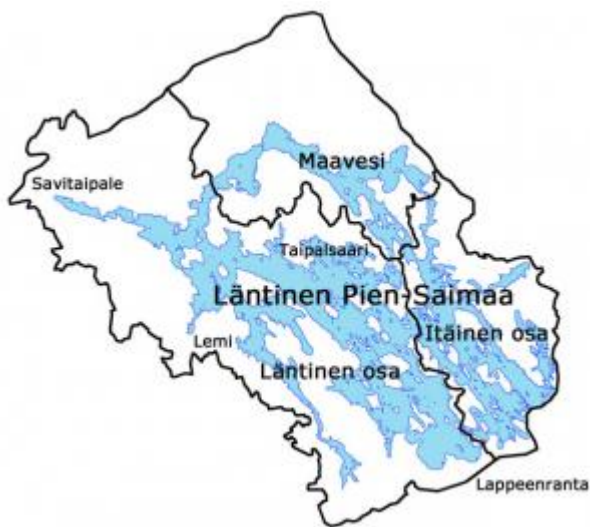 Maavesi
Savitaipale
Taipalsaari
Läntinen Pien-Saimaa
Itäinen osa
Lemi
Läntinen osa
Lappeenranta